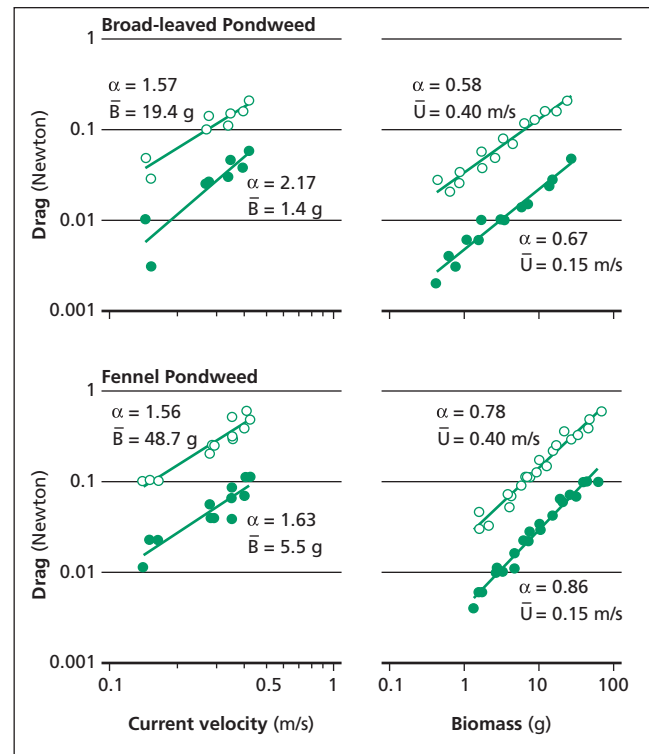 Broad-leaved Pondweed
1
0.1
0.01
0.001
Drag (Newton)
α = 1.57
B̄ = 19.4 g
α = 2.17
B̄ = 1.4 g
α = 0.58
Ū = 0.40 m/s
α = 0.67
Ū = 0.15 m/s
Fennel Pondweed
1
0.1
0.01
0.001
Drag (Newton)
α = 1.56
B̄ = 48.7 g
α = 1.63
B̄ = 5.5 g
α = 0.78
Ū = 0.40 m/s
α = 0.86
Ū = 0.15 m/s
0.1 0.5 1
Current velocity (m/s)
0.1 1 10 100
Biomass (g)